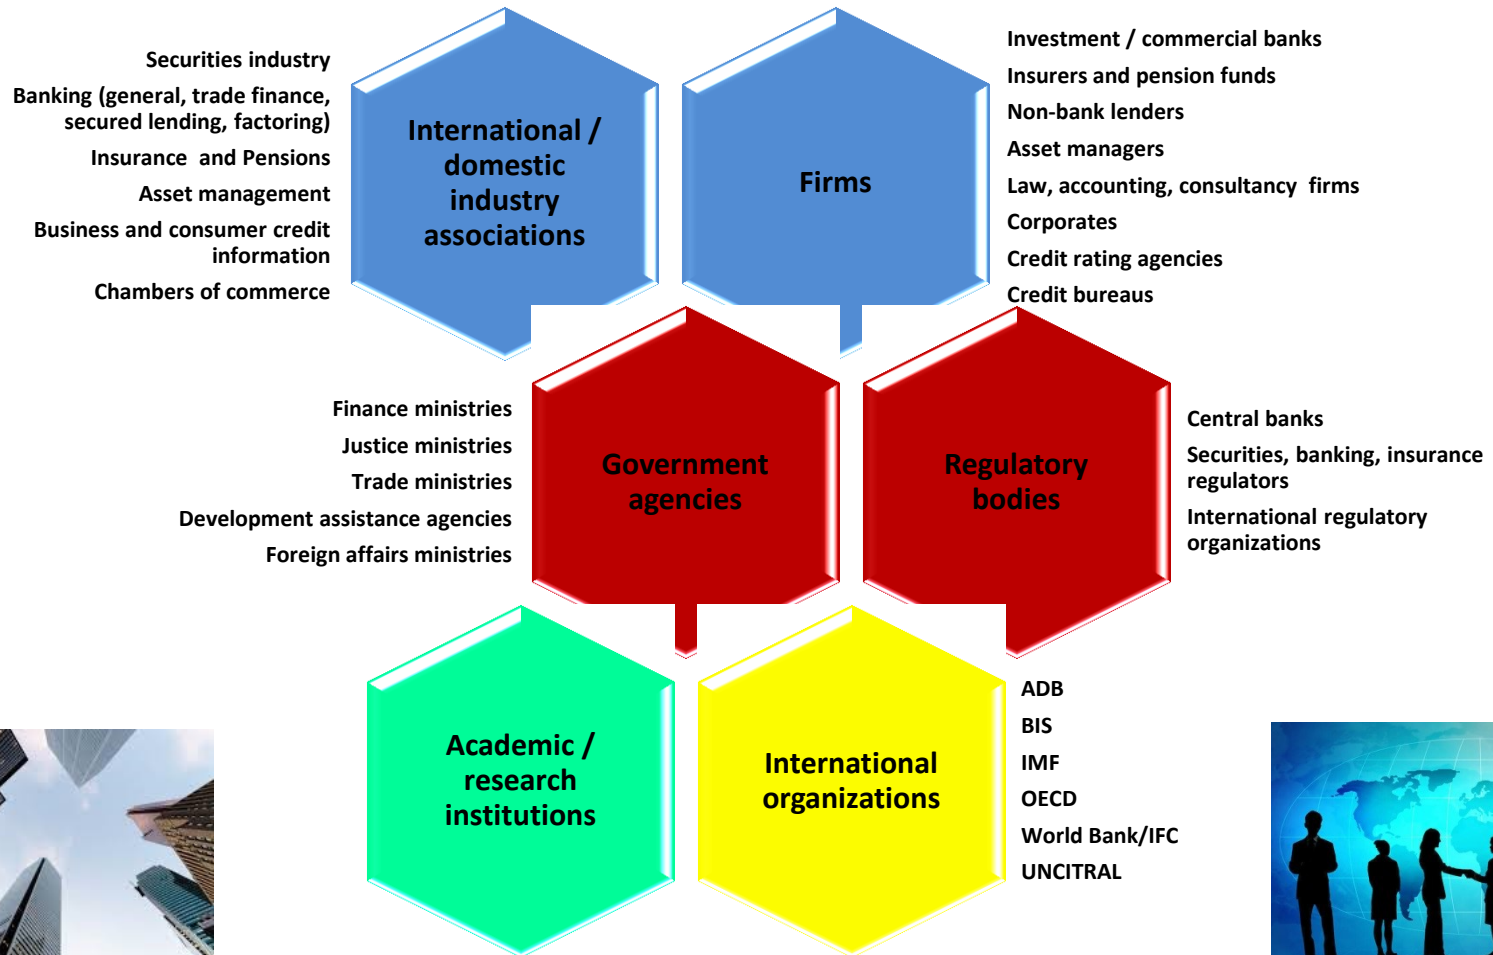 Securities industry
Banking (general, trade finance,
secured lending, factoring)
Insurance and Pensions
Asset management
Business and consumer credit
information
Chambers of commerce
International /
domestic
industry
associations
Firms
Investment / commercial banks
Insurers and pension funds
Non-bank lenders
Asset managers
Law, accounting, consultancy firms
Corporates
Credit rating agencies
Credit bureaus
Finance ministries
Justice ministries
Trade ministries
Development assistance agencies
Foreign affairs ministries
Government
agencies
Regulatory
bodies
Central banks
Securities, banking, insurance
regulators
International regulatory
organizations
Academic /
research
institutions
International
organizations
ADB
BIS
IMF
OECD
World Bank/IFC
UNCITRAL